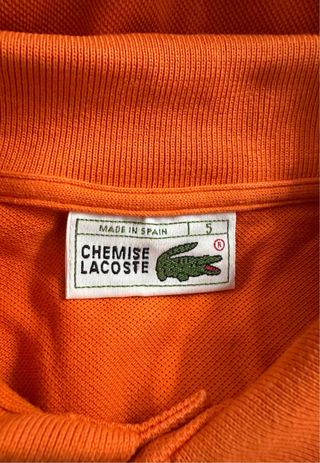 MADE IN SPAIN 5
CHEMISE ®
LACOSTE